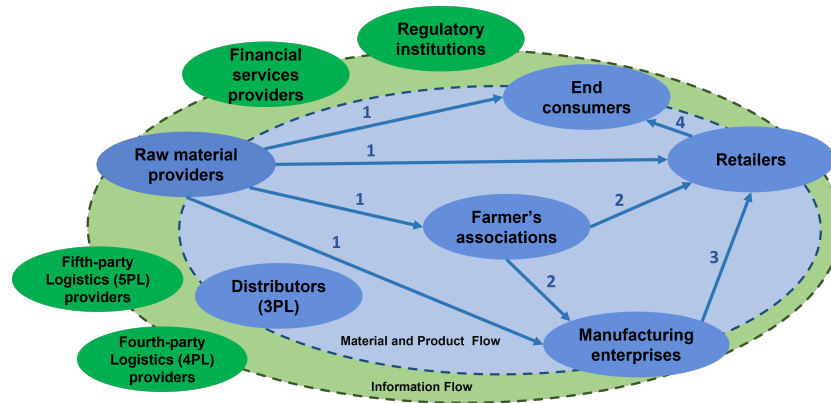 Regulatory
institutions
Financial
services
providers
End
consumers
1
4
Raw material
providers
1
Retailers
1
2
Farmer's
associations
1
2
3
Fifth-party
Logistics (5PL)
providers
Distributors
(3PL)
Material and Product Flow
Manufacturing
enterprises
Fourth-party
Logistics (4PL)
providers
Information Flow